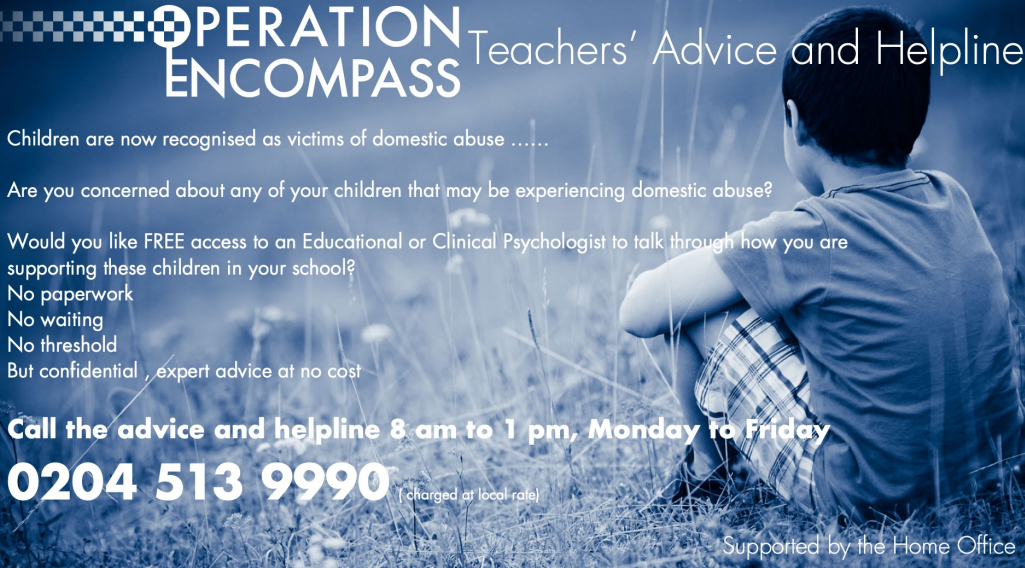 OPERATION
ENCOMPASS
Teachers’ Advice and Helpline
Children are now recognised as victims of domestic abuse ......
Are you concerned about any of your children that may be experiencing domestic abuse?
Would you like FREE access to an Educational or Clinical Psychologist to talk through how you are
supporting these children in your school?
No paperwork
No waiting
No threshold
But confidential , expert advice at no cost
Call the advice and helpline 8 am to 1 pm, Monday to Friday
0204 513 9990 ( charged at local rate)
Supported by the Home Office